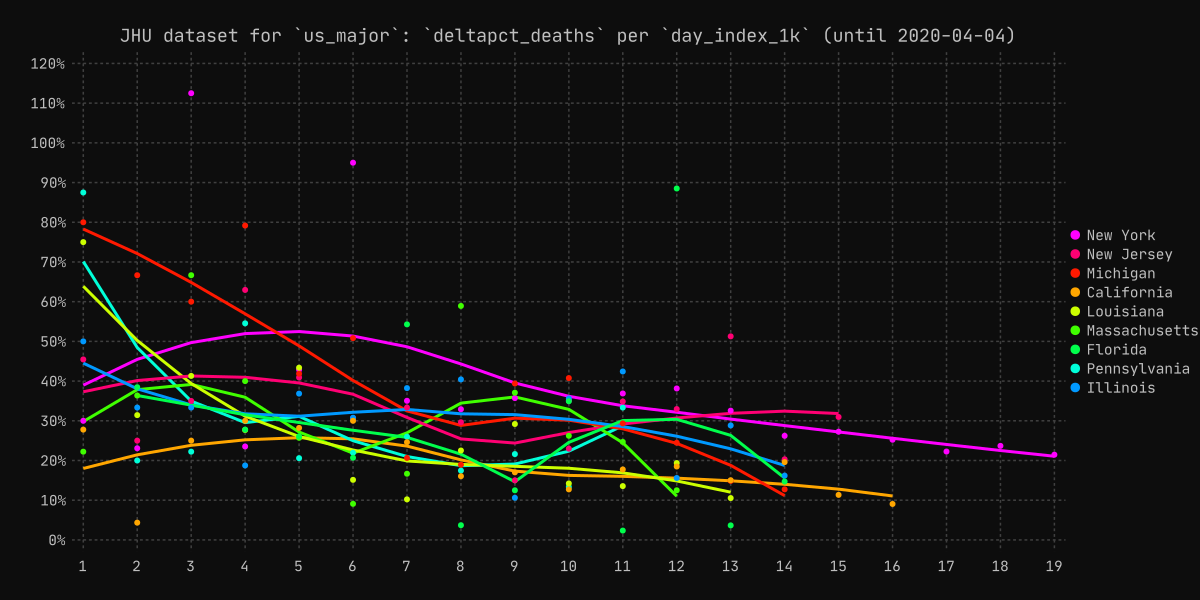 JHU dataset for `us_major`: `deltapct_deaths` per `day_index_1k` (until 2020-04-04)
120%
110%
100%
90%
80%
70%
60%
50%
40%
30%
20%
10%
0%
1 2 3 4 5 6 7 8 9 10 11 12 13 14 15 16 17 18 19
New York
New Jersey
Michigan
California
Louisiana
Massachusetts
Florida
Pennsylvania
Illinois